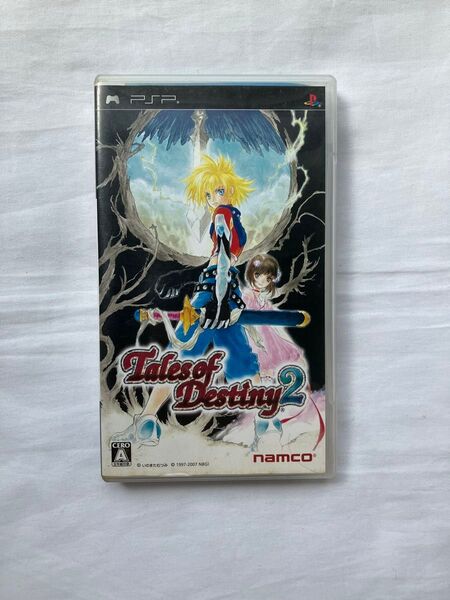 PSP
Tales of
Destiny 2
®
CERO
A
namco
© いのまたむつみ © 1997-2007 NBGI